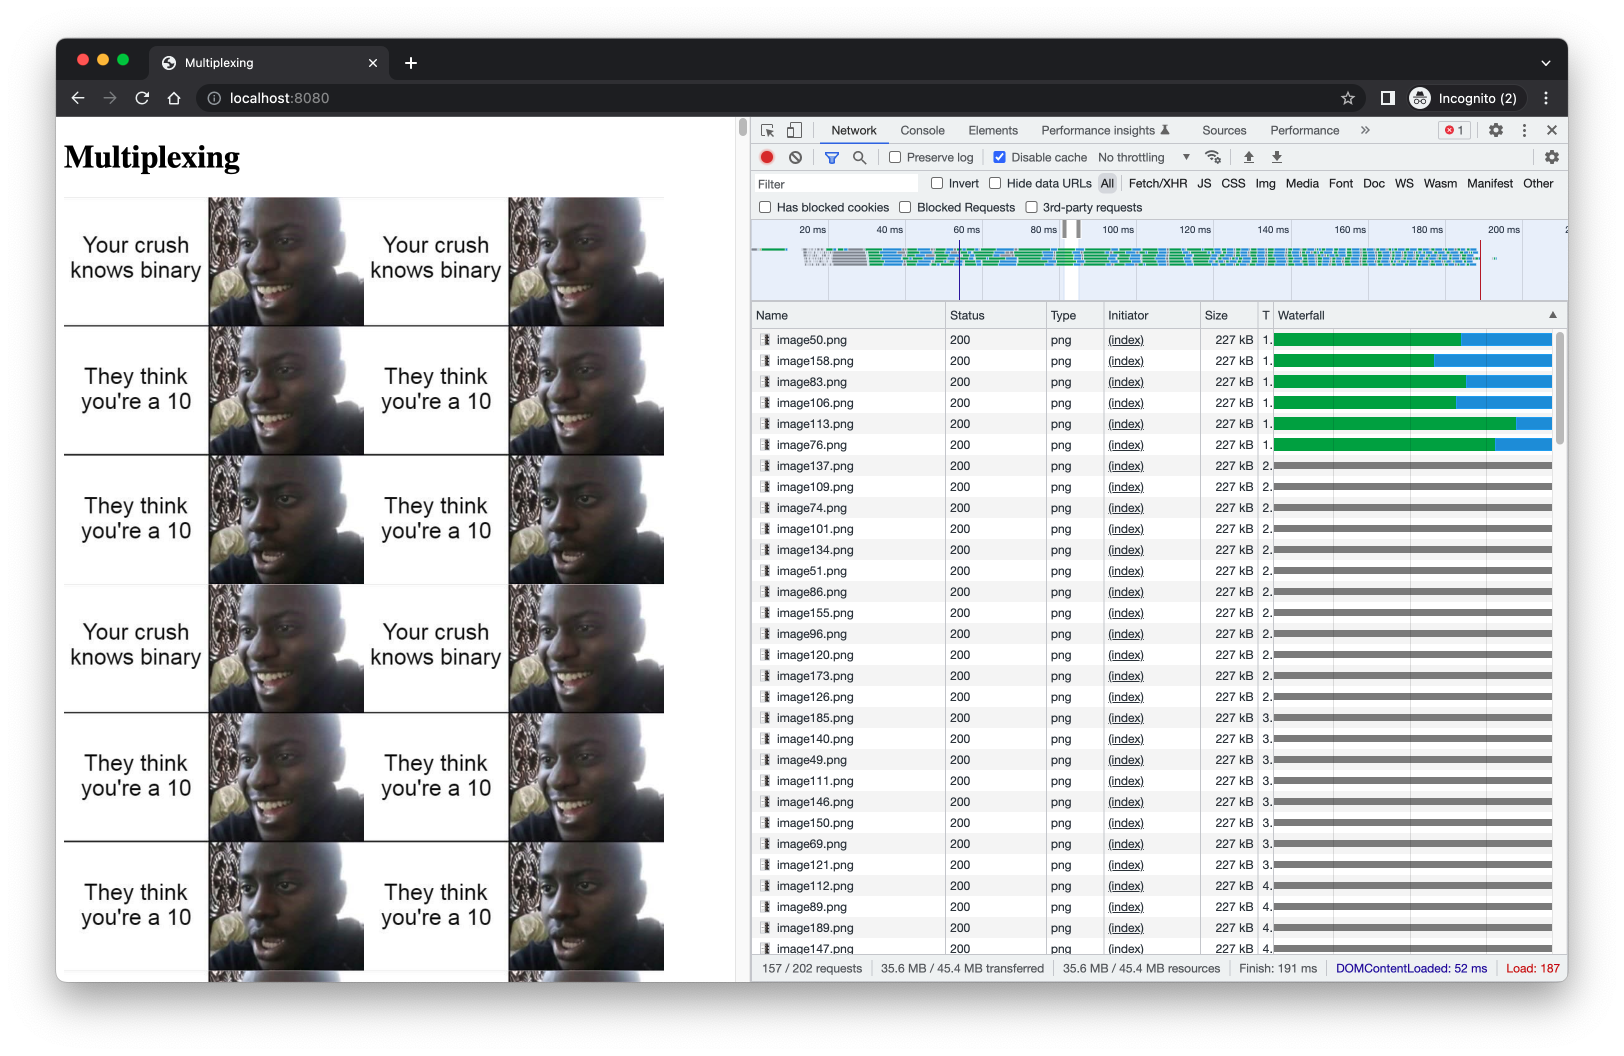 Multiplexing
localhost:8080
Incognito (2)
Multiplexing
Your crush
knows binary
Your crush
knows binary
They think
you're a 10
They think
you're a 10
They think
you're a 10
They think
you're a 10
Your crush
knows binary
Your crush
knows binary
They think
you're a 10
They think
you're a 10
They think
you're a 10
They think
you're a 10
Network Console Elements Performance insights Sources Performance 1
Preserve log Disable cache No throttling
Filter Invert Hide data URLs All Fetch/XHR JS CSS Img Media Font Doc WS Wasm Manifest Other
Has blocked cookies Blocked Requests 3rd-party requests
20 ms 40 ms 60 ms 80 ms 100 ms 120 ms 140 ms 160 ms 180 ms 200 ms 2
Name Status Type Initiator Size T Waterfall
image50.png 200 png (index) 227 kB 1.
image158.png 200 png (index) 227 kB 1.
image83.png 200 png (index) 227 kB 1.
image106.png 200 png (index) 227 kB 1.
image113.png 200 png (index) 227 kB 1.
image76.png 200 png (index) 227 kB 1.
image137.png 200 png (index) 227 kB 2.
image109.png 200 png (index) 227 kB 2.
image74.png 200 png (index) 227 kB 2.
image101.png 200 png (index) 227 kB 2.
image134.png 200 png (index) 227 kB 2.
image51.png 200 png (index) 227 kB 2.
image86.png 200 png (index) 227 kB 2.
image155.png 200 png (index) 227 kB 2.
image96.png 200 png (index) 227 kB 2.
image120.png 200 png (index) 227 kB 2.
image173.png 200 png (index) 227 kB 2.
image126.png 200 png (index) 227 kB 2.
image185.png 200 png (index) 227 kB 3.
image140.png 200 png (index) 227 kB 3.
image49.png 200 png (index) 227 kB 3.
image111.png 200 png (index) 227 kB 3.
image146.png 200 png (index) 227 kB 3.
image150.png 200 png (index) 227 kB 3.
image69.png 200 png (index) 227 kB 3.
image121.png 200 png (index) 227 kB 3.
image112.png 200 png (index) 227 kB 4.
image89.png 200 png (index) 227 kB 4.
image189.png 200 png (index) 227 kB 4.
image147.png 200 png (index) 227 kB 4.
157 / 202 requests 35.6 MB / 45.4 MB transferred 35.6 MB / 45.4 MB resources Finish: 191 ms DOMContentLoaded: 52 ms Load: 187